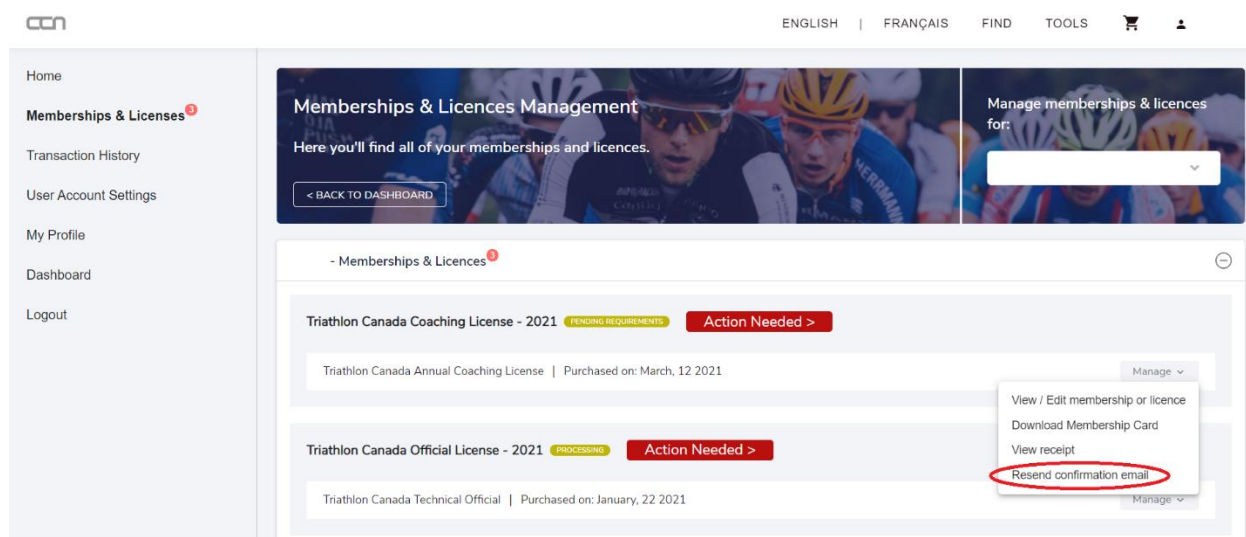 ccn
ENGLISH | FRANÇAIS FIND TOOLS
Home
Memberships & Licenses 3
Transaction History
User Account Settings
My Profile
Dashboard
Logout
Memberships & Licences Management
Here you'll find all of your memberships and licences.
< BACK TO DASHBOARD
Manage memberships & licences
for:
- Memberships & Licences 3
Triathlon Canada Coaching License - 2021 PENDING REQUIREMENTS Action Needed >
Triathlon Canada Annual Coaching License | Purchased on: March, 12 2021
Manage
View / Edit membership or licence
Download Membership Card
View receipt
Resend confirmation email
Triathlon Canada Official License - 2021 PROCESSING Action Needed >
Triathlon Canada Technical Official | Purchased on: January, 22 2021
Manage